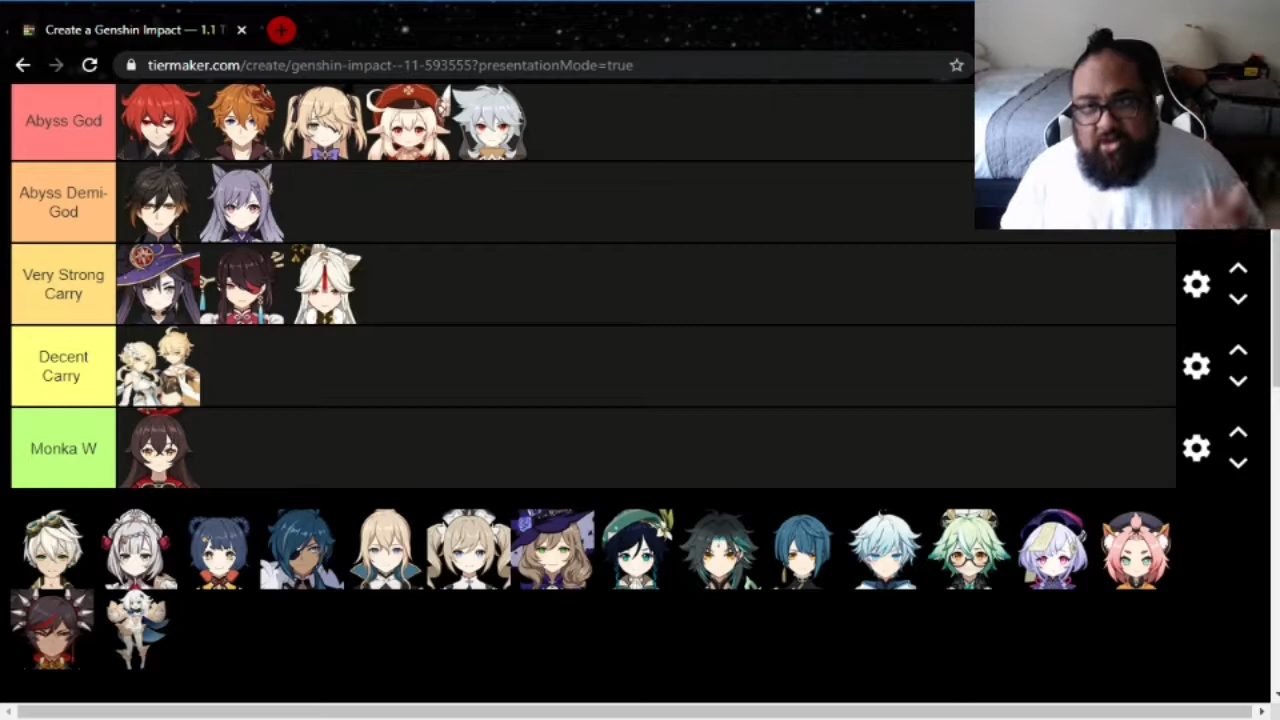 Create a Genshin Impact — 1.1 T
tiermaker.com/create/genshin-impact--11-593555?presentationMode=true
Abyss God
Abyss Demi-
God
Very Strong
Carry
Decent
Carry
Monka W